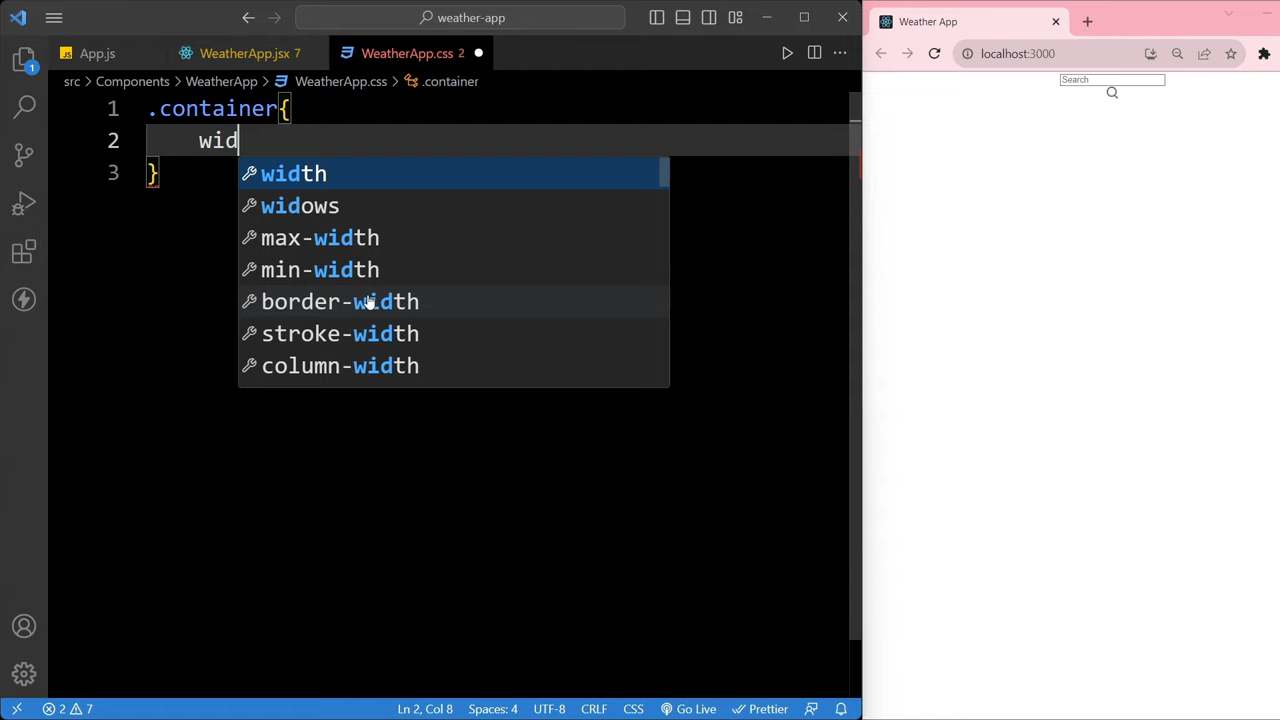 weather-app
App.js
WeatherApp.jsx 7
WeatherApp.css 2
src > Components > WeatherApp > WeatherApp.css > .container
1 .container{
2 wid
3 }
width
widows
max-width
min-width
border-width
stroke-width
column-width
1
2 7
Ln 2, Col 8
Spaces: 4
UTF-8
CRLF
CSS
Go Live
Prettier
Weather App
localhost:3000
Search